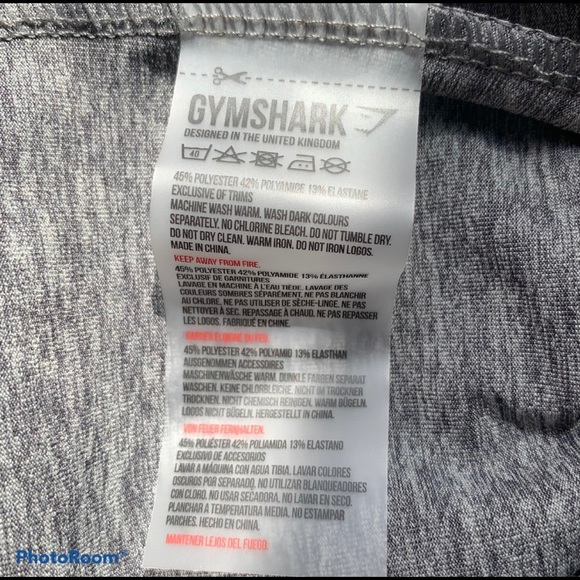 GYMSHARK
DESIGNED IN THE UNITED KINGDOM
40
45% POLYESTER 42% POLYAMIDE 13% ELASTANE
EXCLUSIVE OF TRIMS
MACHINE WASH WARM. WASH DARK COLOURS
SEPARATELY. NO CHLORINE BLEACH. DO NOT TUMBLE DRY.
DO NOT DRY CLEAN. WARM IRON. DO NOT IRON LOGOS.
MADE IN CHINA.
KEEP AWAY FROM FIRE.
45% POLYESTER 42% POLYAMIDE 13% ÉLASTHANNE
EXCLUSIF DE GARNITURES
LAVAGE EN MACHINE À L'EAU TIÈDE, LAVAGE DES
COULEURS SOMBRES SÉPARÉMENT, NE PAS BLANCHIR
AU CHLORE, NE PAS UTILISER DE SÈCHE-LINGE, NE PAS
NETTOYER À SEC. REPASSAGE À CHAUD, NE PAS REPASSER
LES LOGOS. FABRIQUÉ EN CHINE.
GARDER ÉLOIGNÉ DU FEU.
45% POLYESTER 42% POLYAMID 13% ELASTHAN
AUSGENOMMEN ACCESSOIRES
MASCHINENWÄSCHE WARM. DUNKLE FARBEN SEPARAT
WASCHEN. KEINE CHLORBLEICHE. NICHT IM TROCKNER
TROCKNEN. NICHT CHEMISCH REINIGEN. WARM BÜGELN.
LOGOS NICHT BÜGELN. HERGESTELLT IN CHINA.
VON FEUER FERNHALTEN.
45% POLIÉSTER 42% POLIAMIDA 13% ELASTANO
EXCLUSIVO DE ACCESORIOS
LAVAR A MÁQUINA CON AGUA TIBIA. LAVAR COLORES
OSCUROS POR SEPARADO. NO UTILIZAR BLANQUEADORES
CON CLORO. NO USAR SECADORA. NO LAVAR EN SECO.
PLANCHAR A TEMPERATURA MEDIA. NO ESTAMPAR
PARCHES. HECHO EN CHINA.
MANTENER LEJOS DEL FUEGO.
PhotoRoom